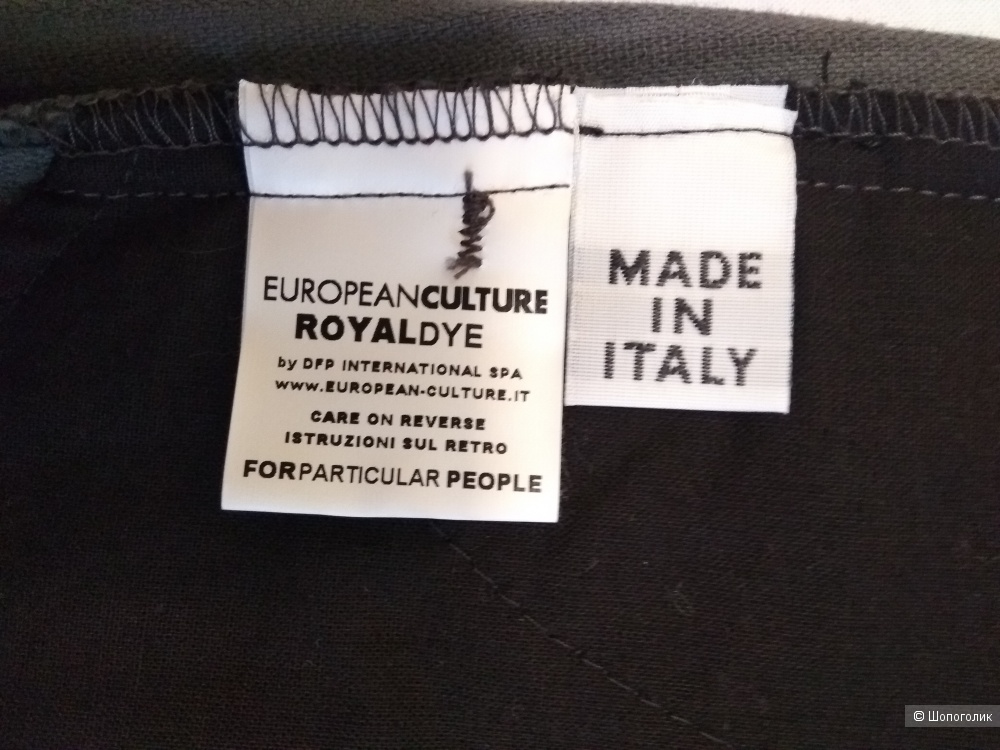 EUROPEANCULTURE
ROYALDYE
by DFP INTERNATIONAL SPA
WWW.EUROPEAN-CULTURE.IT
CARE ON REVERSE
ISTRUZIONI SUL RETRO
FORPARTICULAR PEOPLE
MADE
IN
ITALY
© Шопоголик